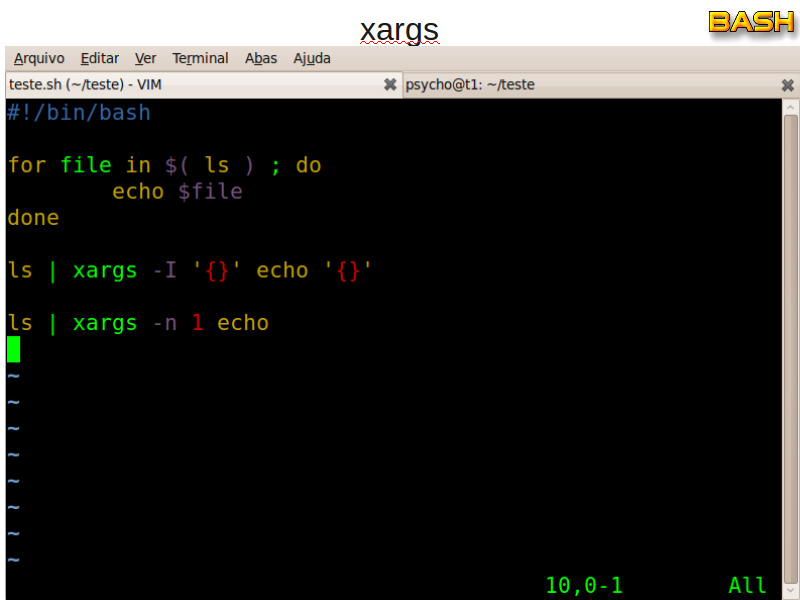 xargs
BASH
Arquivo Editar Ver Terminal Abas Ajuda
teste.sh (~/teste) - VIM
psycho@t1: ~/teste
#!/bin/bash
for file in $( ls ) ; do
        echo $file
done
ls | xargs -I '{}' echo '{}'
ls | xargs -n 1 echo
~
~
~
~
~
~
~
~
10,0-1 All